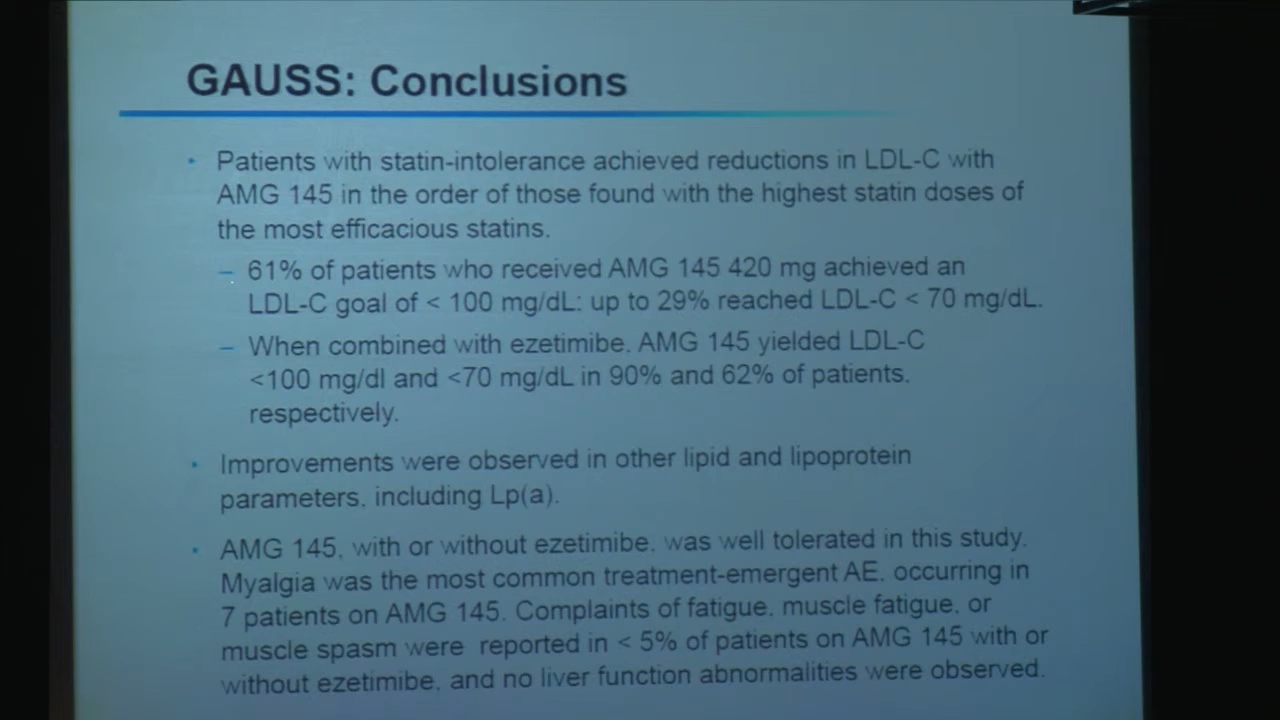 GAUSS: Conclusions
• Patients with statin-intolerance achieved reductions in LDL-C with
AMG 145 in the order of those found with the highest statin doses of
the most efficacious statins.
– 61% of patients who received AMG 145 420 mg achieved an
LDL-C goal of < 100 mg/dL; up to 29% reached LDL-C < 70 mg/dL.
– When combined with ezetimibe, AMG 145 yielded LDL-C
<100 mg/dl and <70 mg/dL in 90% and 62% of patients,
respectively.
• Improvements were observed in other lipid and lipoprotein
parameters, including Lp(a).
• AMG 145, with or without ezetimibe, was well tolerated in this study.
Myalgia was the most common treatment-emergent AE, occurring in
7 patients on AMG 145. Complaints of fatigue, muscle fatigue, or
muscle spasm were reported in < 5% of patients on AMG 145 with or
without ezetimibe, and no liver function abnormalities were observed.